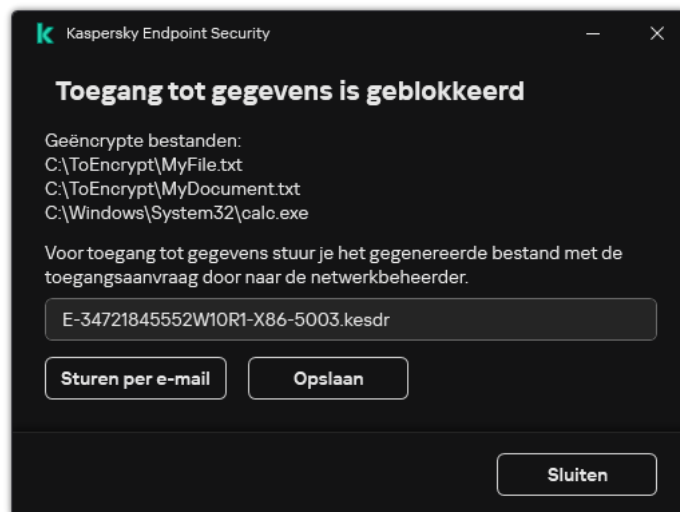 Kaspersky Endpoint Security
Toegang tot gegevens is geblokkeerd
Geëncrypte bestanden:
C:\ToEncrypt\MyFile.txt
C:\ToEncrypt\MyDocument.txt
C:\Windows\System32\calc.exe
Voor toegang tot gegevens stuur je het gegenereerde bestand met de
toegangsaanvraag door naar de netwerkbeheerder.
E-34721845552W10R1-X86-5003.kesdr
Sturen per e-mail
Opslaan
Sluiten